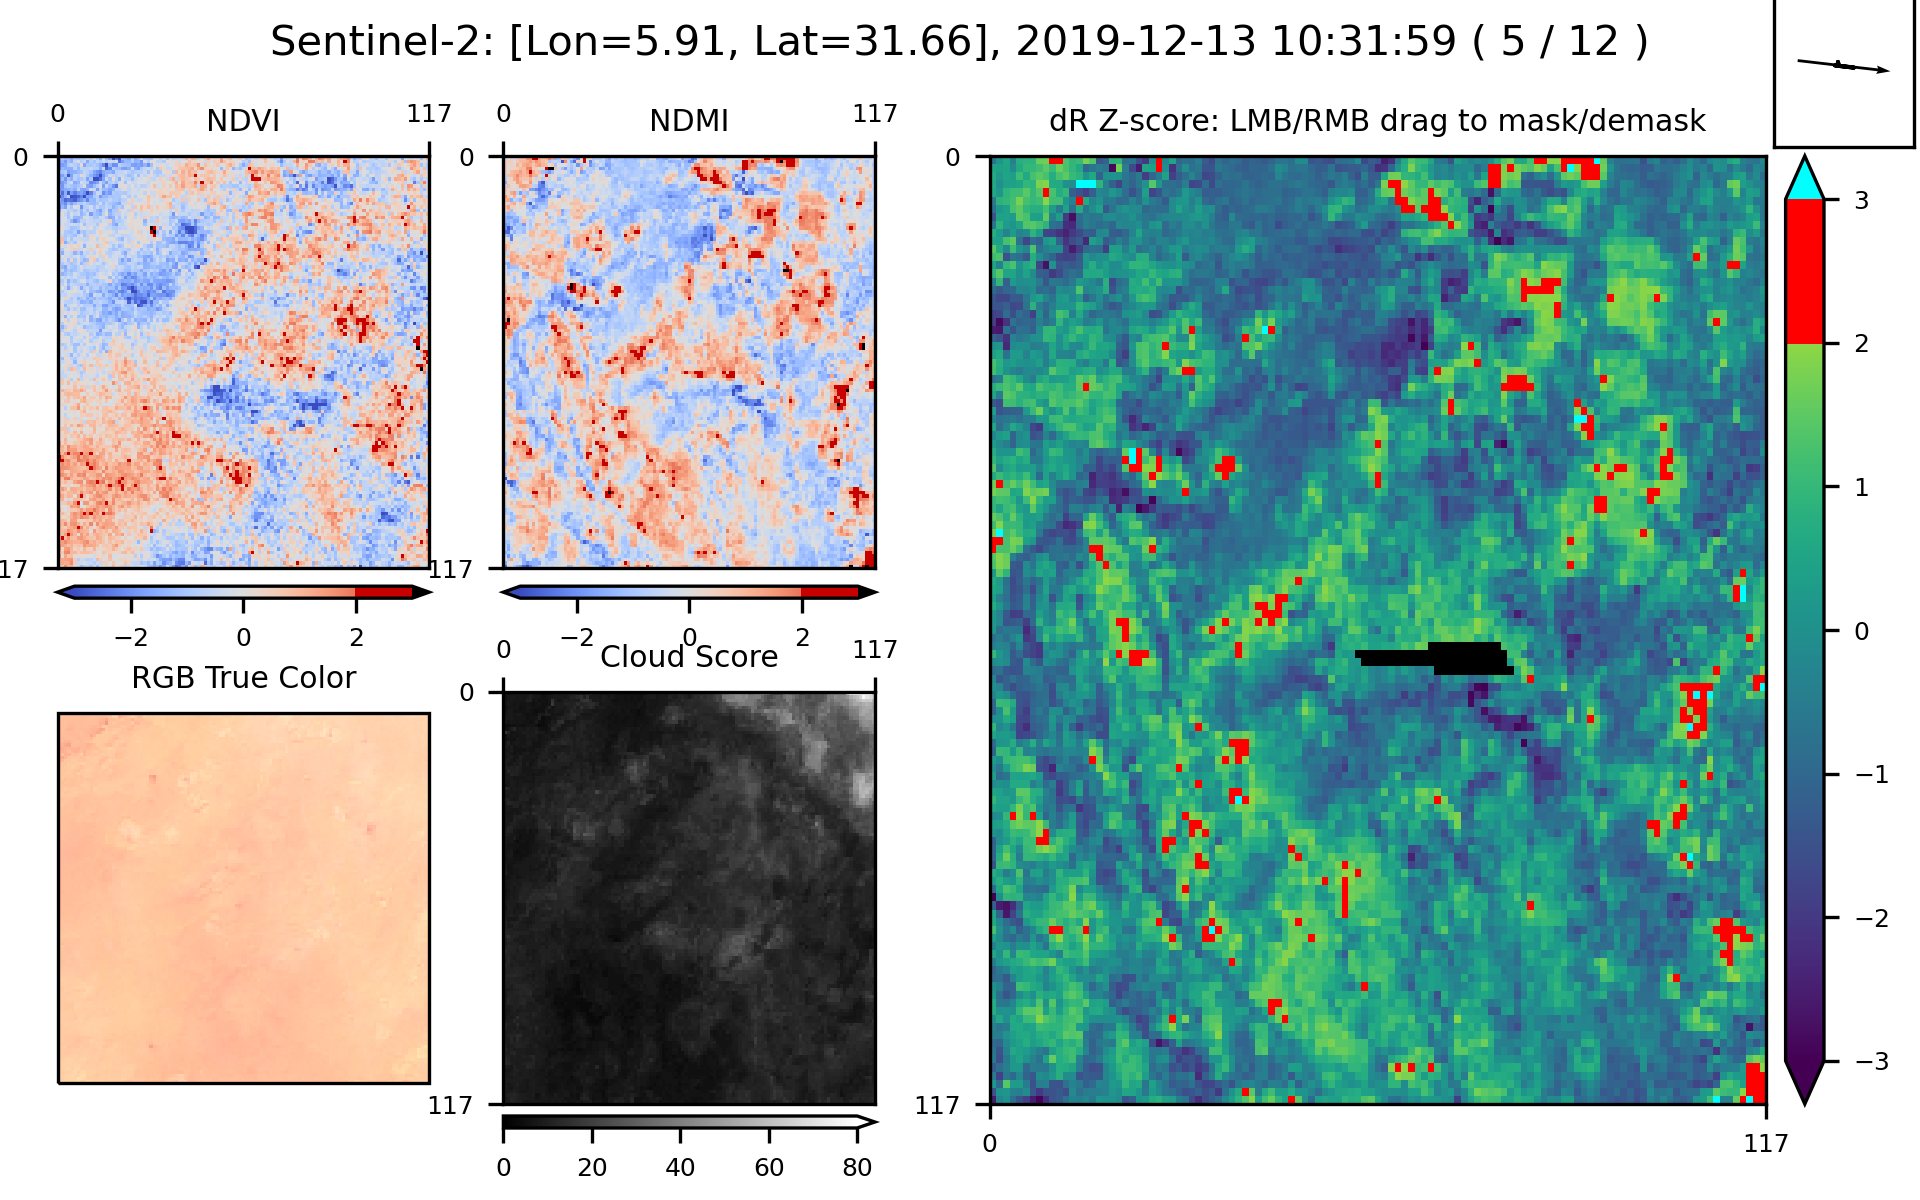 Sentinel-2: [Lon=5.91, Lat=31.66], 2019-12-13 10:31:59 ( 5 / 12 )
0 117 0 117
NDVI NDMI dR Z-score: LMB/RMB drag to mask/demask
0 0 0
3
2
1
0
−1
−2
−3
17 117
−2 0 2 −2 0 2
0 117
RGB True Color Cloud Score
0
117 117
0 117
0 20 40 60 80